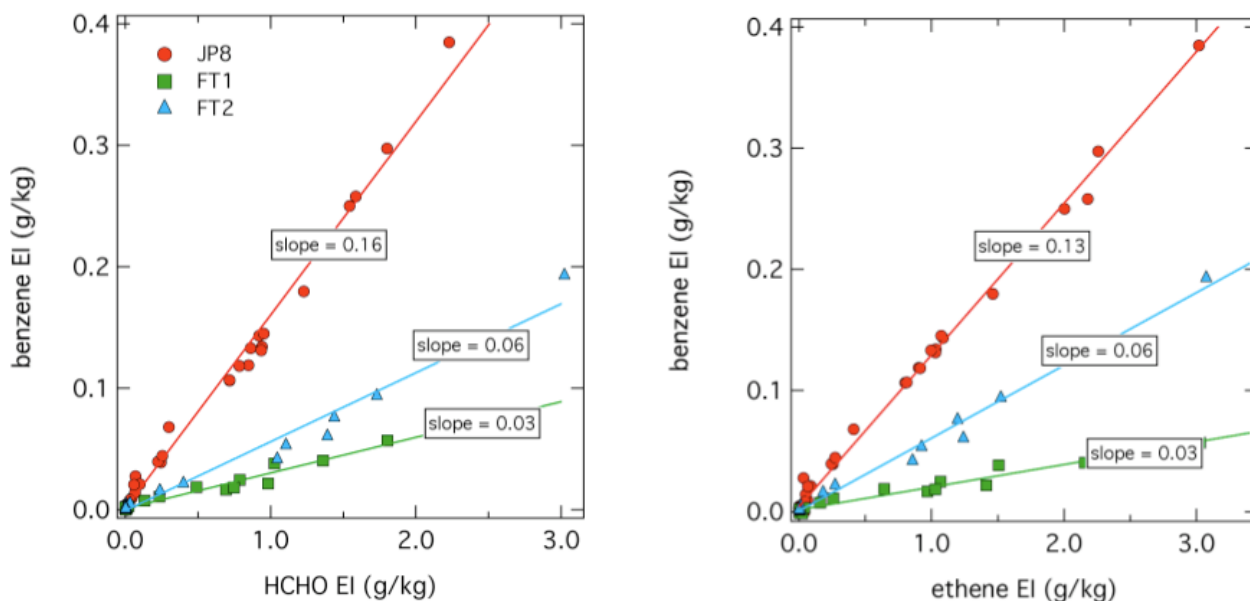 0.4
0.3
0.2
0.1
0.0
benzene EI (g/kg)
JP8
FT1
FT2
slope = 0.16
slope = 0.06
slope = 0.03
0.0 1.0 2.0 3.0
HCHO EI (g/kg)
0.4
0.3
0.2
0.1
0.0
benzene EI (g/kg)
slope = 0.13
slope = 0.06
slope = 0.03
0.0 1.0 2.0 3.0
ethene EI (g/kg)